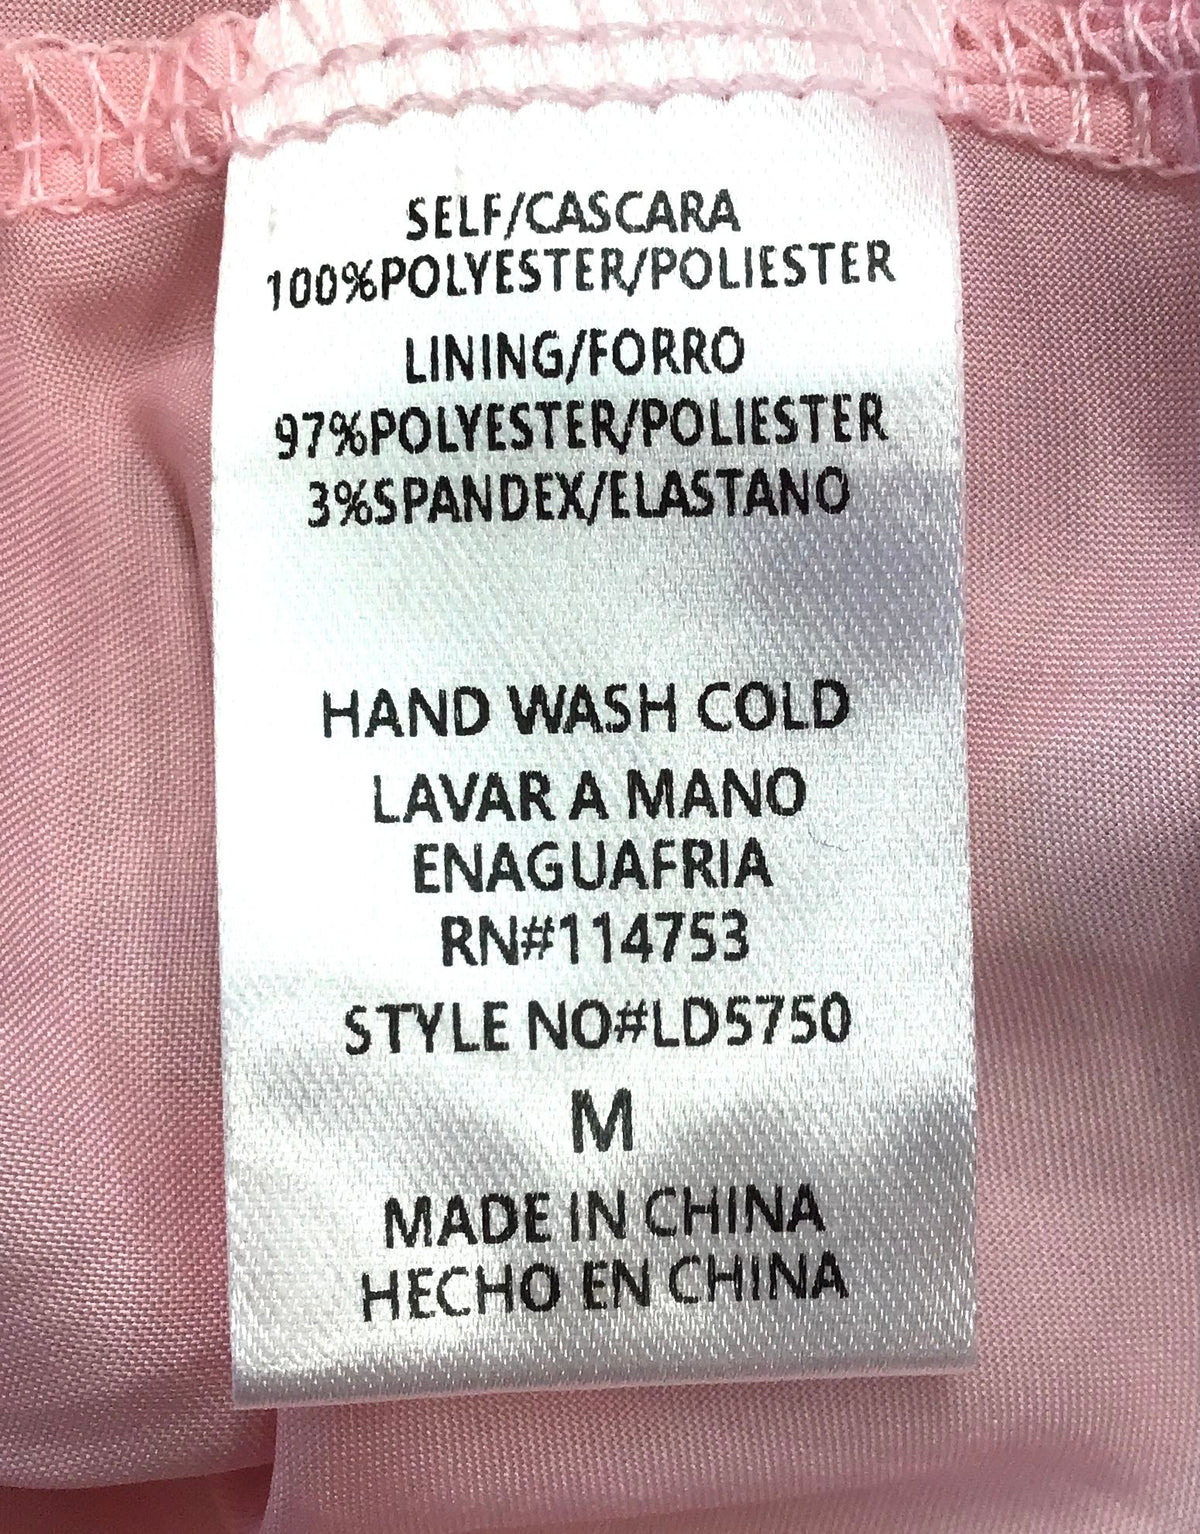 SELF/CASCARA
100%POLYESTER/POLIESTER
LINING/FORRO
97%POLYESTER/POLIESTER
3%SPANDEX/ELASTANO
HAND WASH COLD
LAVAR A MANO
ENAGUAFRIA
RN#114753
STYLE NO#LD5750
M
MADE IN CHINA
HECHO EN CHINA